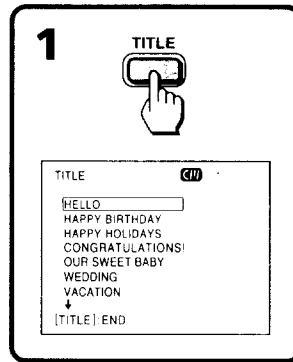 1
TITLE
TITLE
HELLO
HAPPY BIRTHDAY
HAPPY HOLIDAYS
CONGRATULATIONS!
OUR SWEET BABY
WEDDING
VACATION
↓
[TITLE]:END